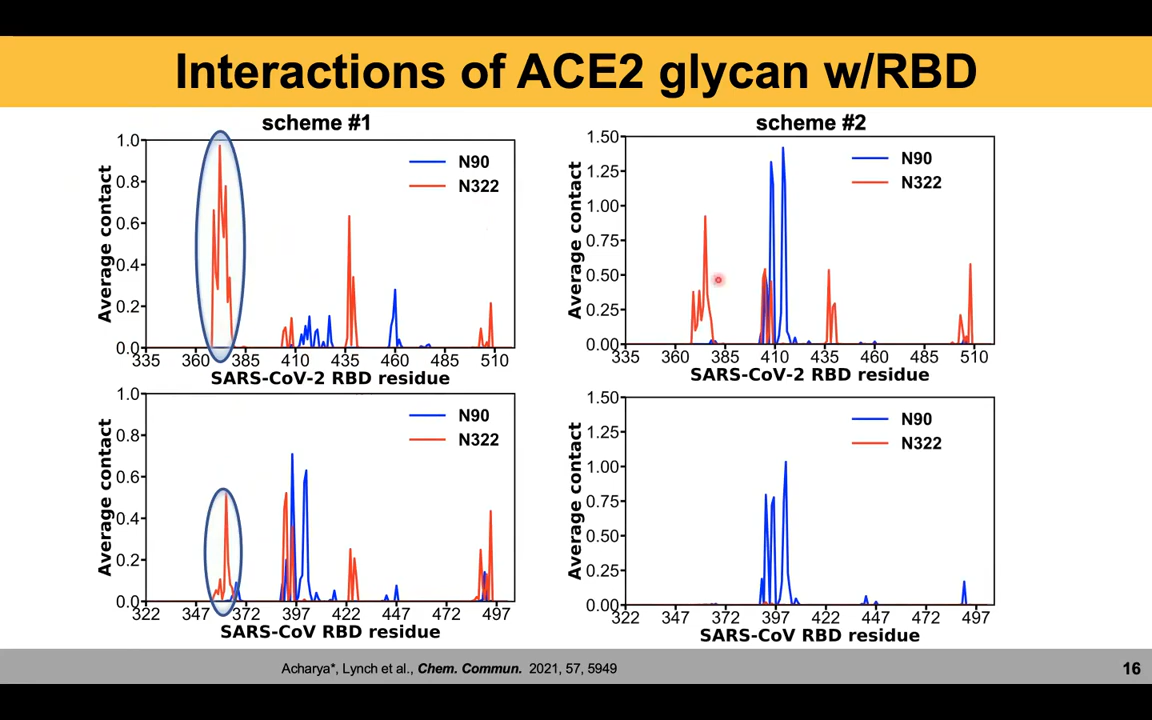 Interactions of ACE2 glycan w/RBD
scheme #1
1.0
0.8
0.6
0.4
0.2
0.0
Average contact
N90
N322
335 360 385 410 435 460 485 510
SARS-CoV-2 RBD residue
scheme #2
1.50
1.25
1.00
0.75
0.50
0.25
0.00
Average contact
N90
N322
335 360 385 410 435 460 485 510
SARS-CoV-2 RBD residue
1.0
0.8
0.6
0.4
0.2
0.0
Average contact
N90
N322
322 347 372 397 422 447 472 497
SARS-CoV RBD residue
1.50
1.25
1.00
0.75
0.50
0.25
0.00
Average contact
N90
N322
322 347 372 397 422 447 472 497
SARS-CoV RBD residue
Acharya*, Lynch et al., Chem. Commun. 2021, 57, 5949
16